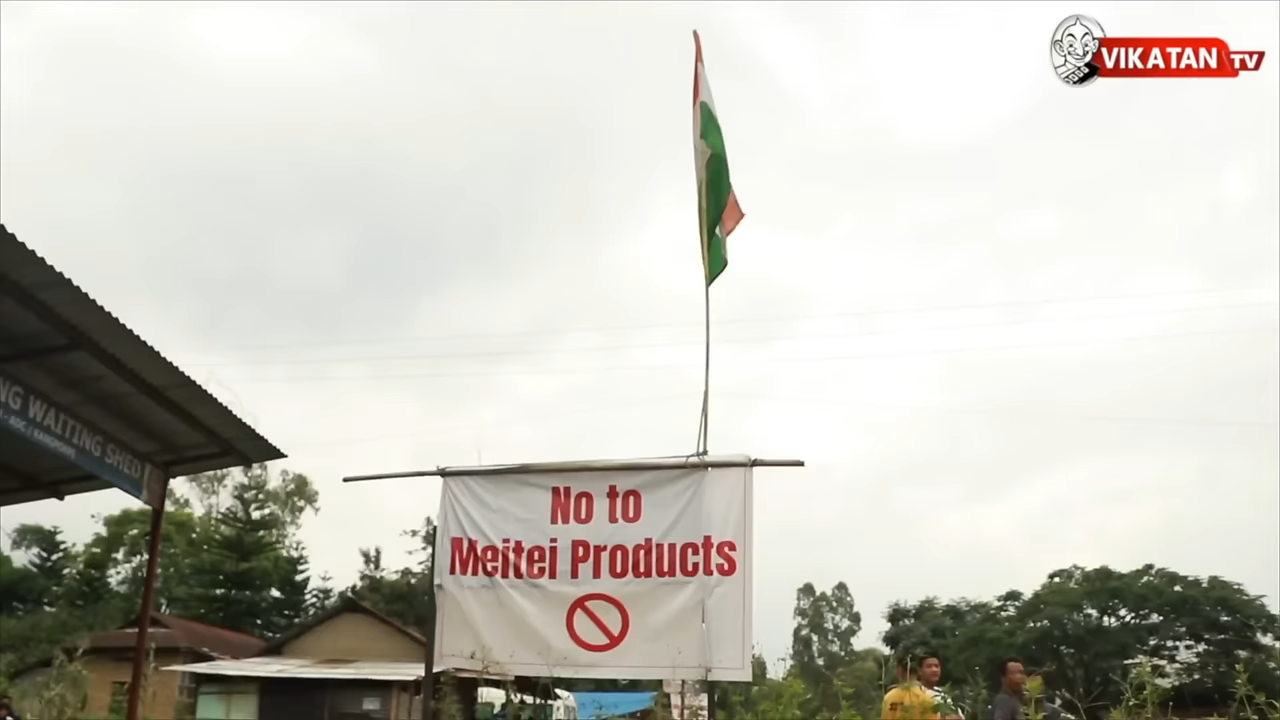 VIKATAN TV
NG WAITING SHED
No to
Meitei Products